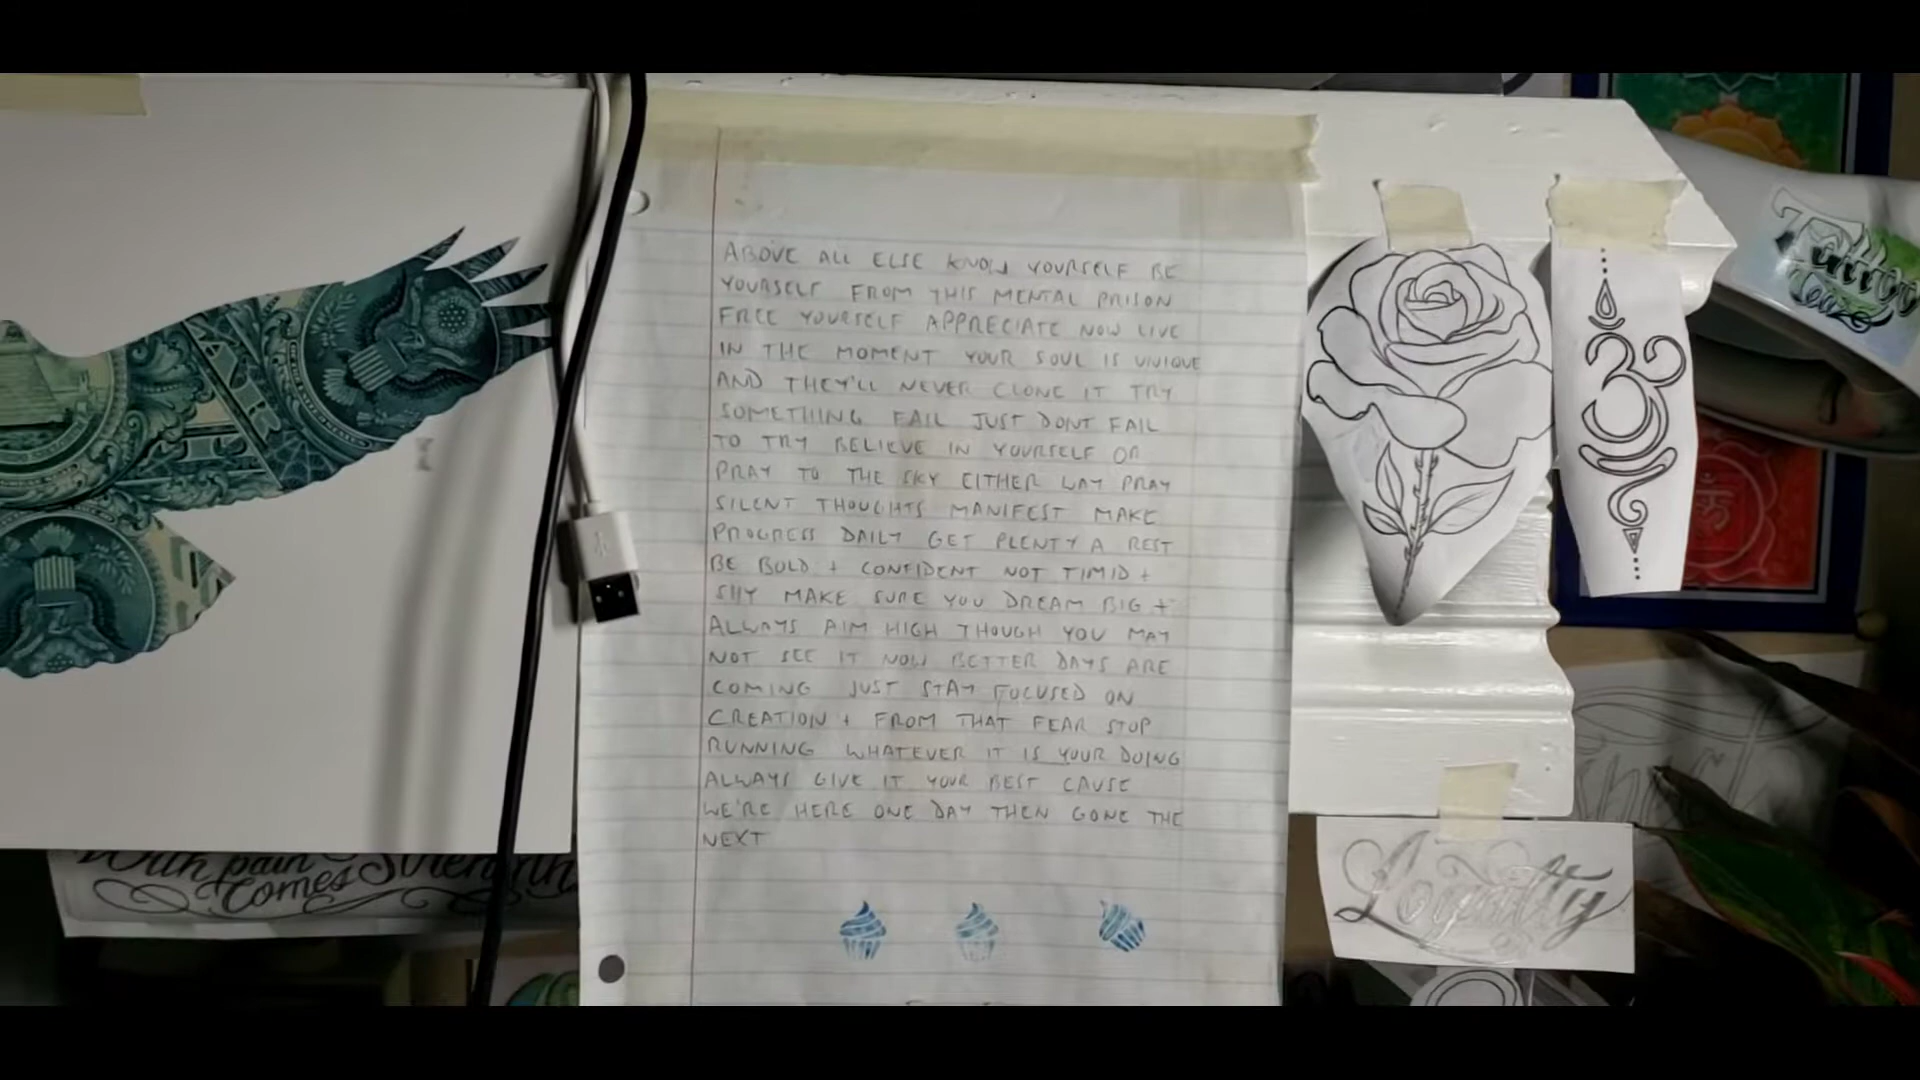 ABOVE ALL ELSE KNOW YOURSELF BE
YOURSELF FROM THIS MENTAL PRISON
FREE YOURSELF APPRECIATE NOW LIVE
IN THE MOMENT YOUR SOUL IS UNIQUE
AND THEY'LL NEVER CLONE IT TRY
SOMETHING FAIL JUST DONT FAIL
TO TRY BELIEVE IN YOURSELF OR
PRAY TO THE SKY EITHER WAY PRAY
SILENT THOUGHTS MANIFEST MAKE
PROGRESS DAILY GET PLENTY A REST
BE BOLD + CONFIDENT NOT TIMID +
SHY MAKE SURE YOU DREAM BIG +
ALWAYS AIM HIGH THOUGH YOU MAY
NOT SEE IT NOW BETTER DAYS ARE
COMING JUST STAY FOCUSED ON
CREATION + FROM THAT FEAR STOP
RUNNING WHATEVER IT IS YOUR DOING
ALWAYS GIVE IT YOUR BEST CAUSE
WE'RE HERE ONE DAY THEN GONE THE
NEXT
With pain
Comes Strength
Tattoo
Loyalty
ॐ